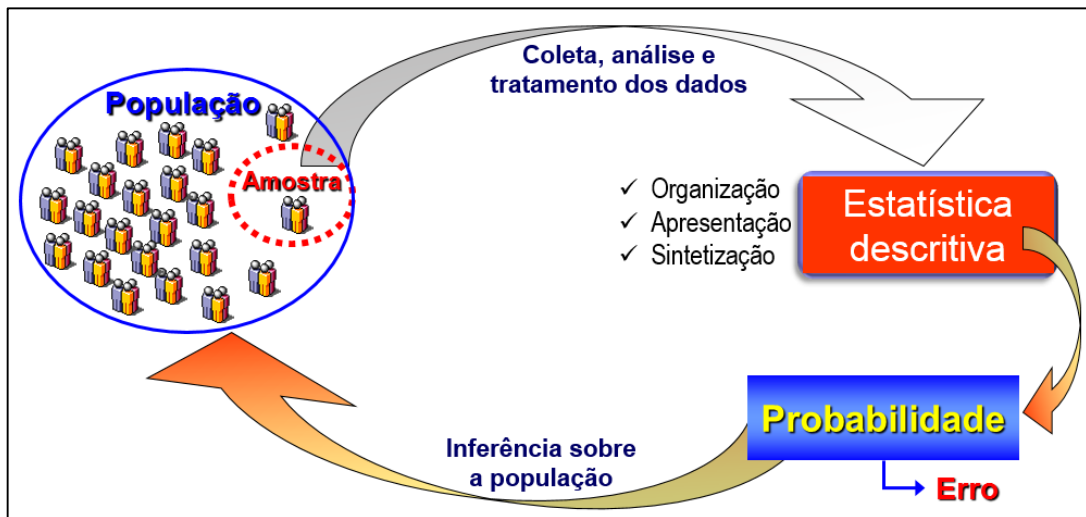 Coleta, análise e
tratamento dos dados
População
Amostra
✓ Organização
✓ Apresentação
✓ Sintetização
Estatística
descritiva
Probabilidade
Erro
Inferência sobre
a população